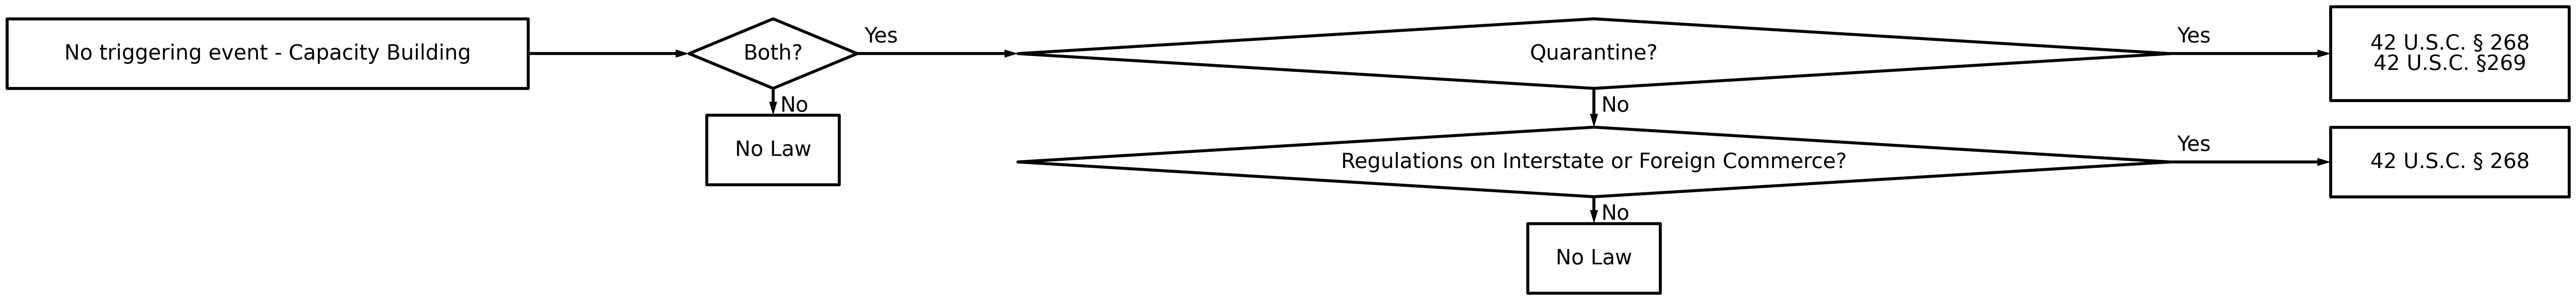 No triggering event - Capacity Building
Both?
Yes
Quarantine?
Yes
42 U.S.C. § 268
42 U.S.C. §269
No
No Law
No
Regulations on Interstate or Foreign Commerce?
Yes
42 U.S.C. § 268
No
No Law